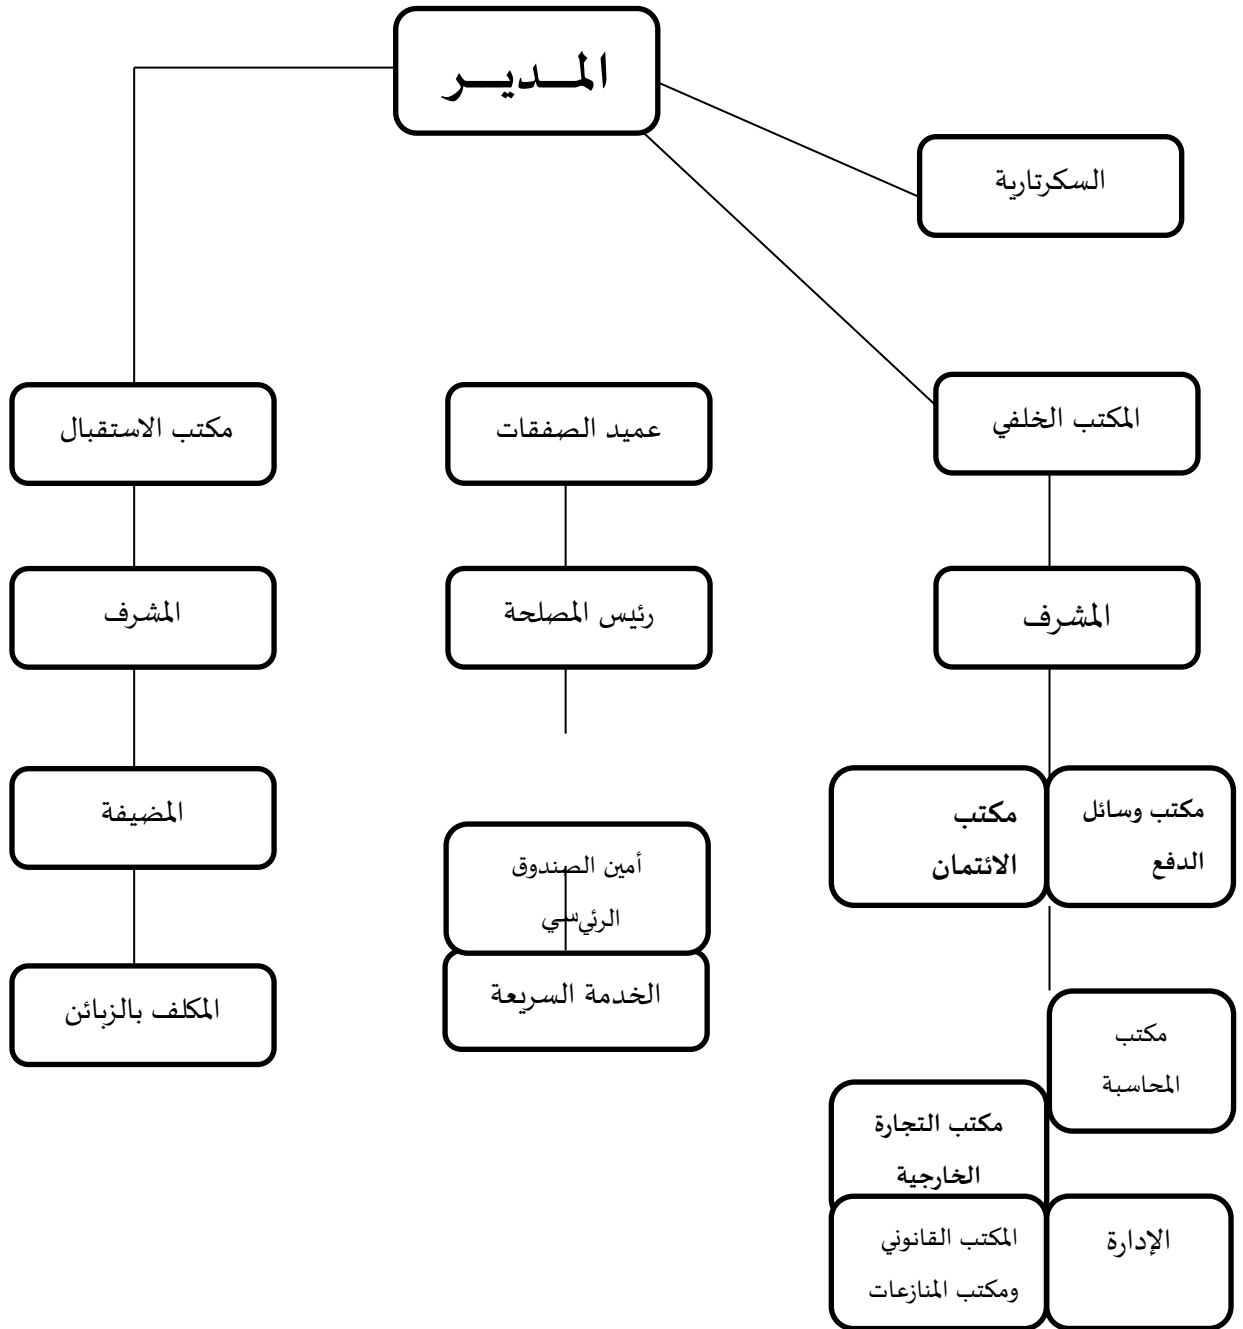 المـــديـــر
السكرتارية
المكتب الخلفي
عميد الصفقات
مكتب الاستقبال
المشرف
رئيس المصلحة
المشرف
مكتب وسائل
الدفع
مكتب
الائتمان
المضيفة
أمين الصندوق
الرئيسي
الخدمة السريعة
المكلف بالزبائن
مكتب
المحاسبة
مكتب التجارة
الخارجية
الإدارة
المكتب القانوني
ومكتب المنازعات